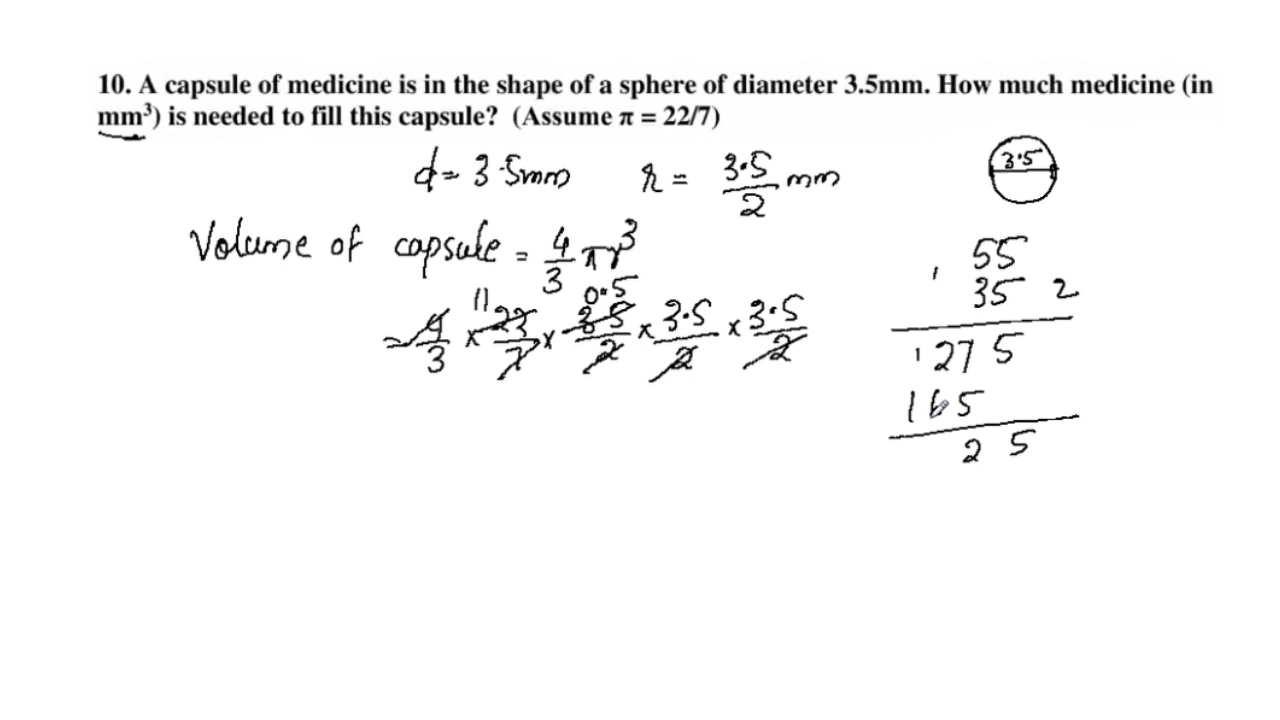 10. A capsule of medicine is in the shape of a sphere of diameter 3.5mm. How much medicine (in
mm³) is needed to fill this capsule? (Assume π = 22/7)
d = 3.5mm r = 3.5/2 mm
3.5
Volume of capsule = 4/3 πr³
= 4/3 × 22/7 × 3.5/2 × 3.5/2 × 3.5/2
11 0.5
1 55
35 2
1275
165
25